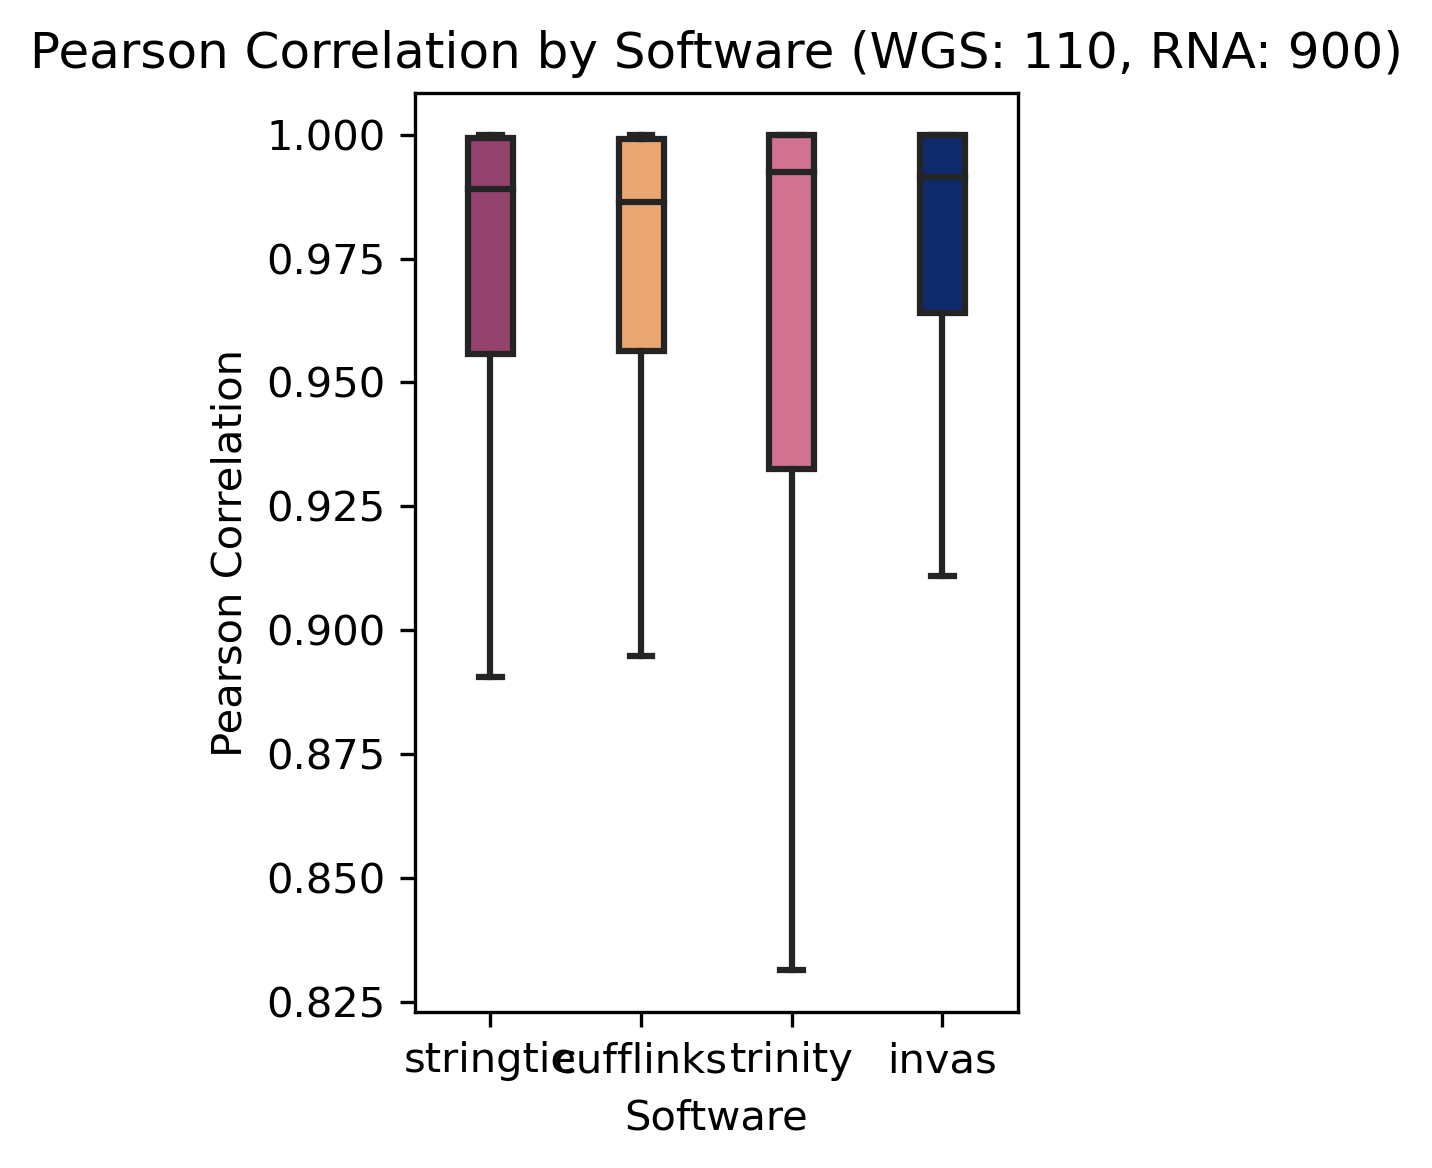 Pearson Correlation by Software (WGS: 110, RNA: 900)
1.000
0.975
0.950
0.925
0.900
0.875
0.850
0.825
Pearson Correlation
stringtie cufflinks trinity invas
Software